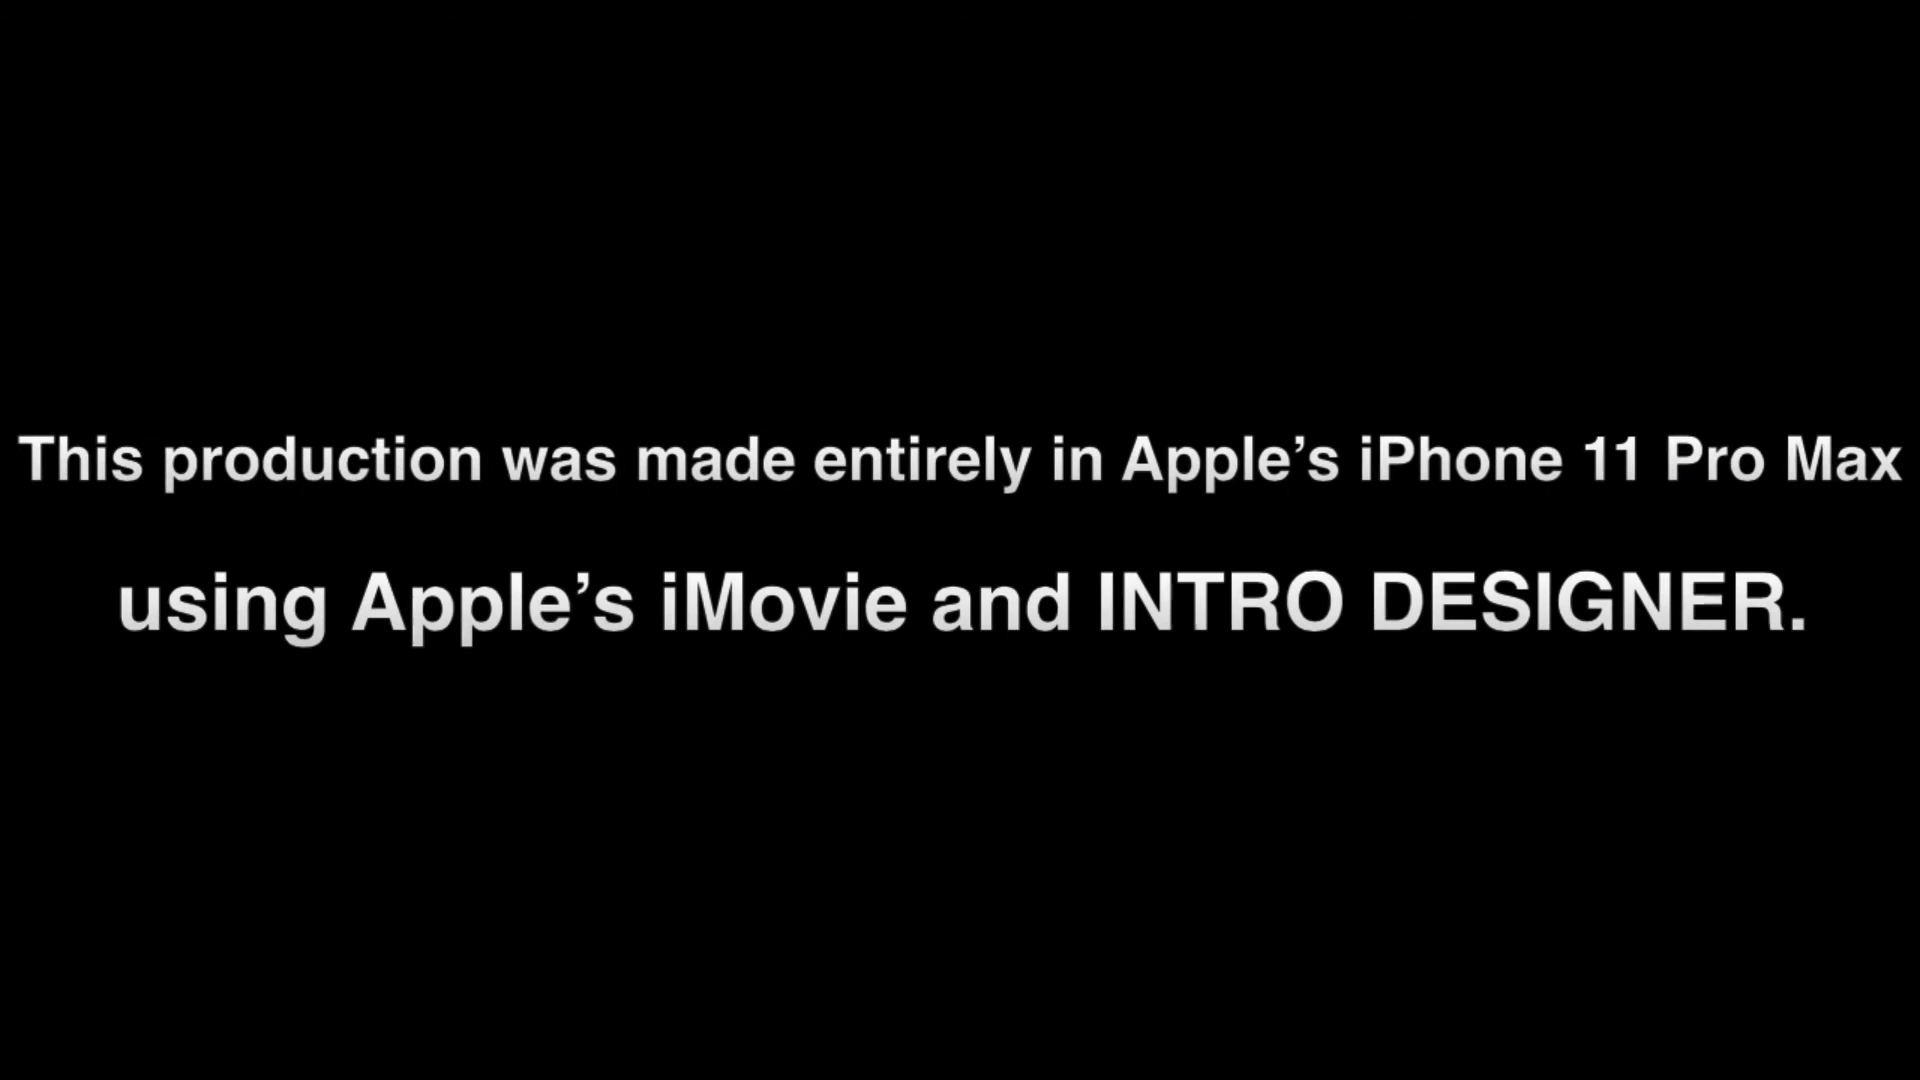 This production was made entirely in Apple’s iPhone 11 Pro Max
using Apple’s iMovie and INTRO DESIGNER.